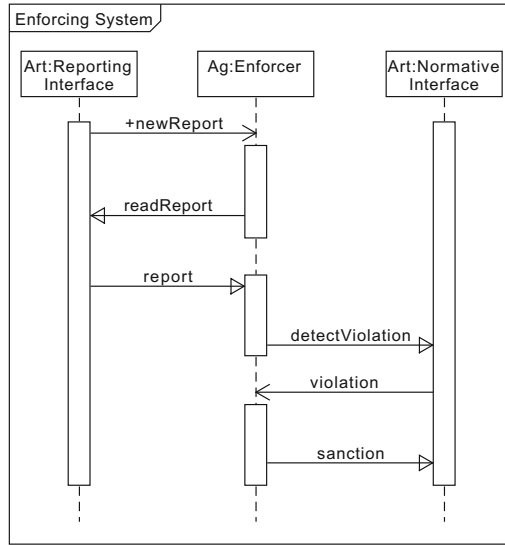 Enforcing System
Art:Reporting
Interface
Ag:Enforcer
Art:Normative
Interface
+newReport
readReport
report
detectViolation
violation
sanction